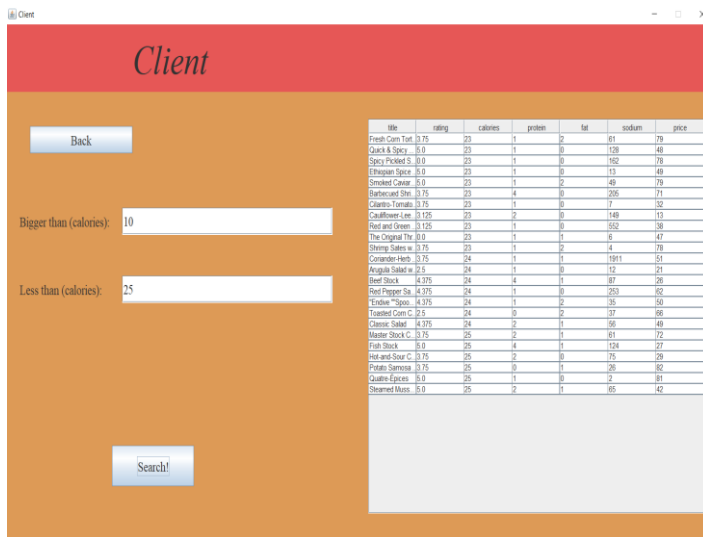 Client
Client
Back
Bigger than (calories): 10
Less than (calories): 25
Search!
title rating calories protein fat sodium price
Fresh Corn Tort... 3.75 23 1 2 61 79
Quick & Spicy ... 5.0 23 1 0 128 48
Spicy Pickled S... 0.0 23 1 0 162 78
Ethiopian Spice ... 5.0 23 1 0 13 49
Smoked Caviar... 5.0 23 1 2 49 79
Barbecued Shri... 3.75 23 4 0 205 71
Cilantro-Tomato... 3.75 23 1 0 7 32
Cauliflower-Lee... 3.125 23 2 0 149 13
Red and Green ... 3.125 23 1 0 552 38
The Original Thr... 0.0 23 1 1 6 47
Shrimp Sates w... 3.75 23 1 2 4 78
Coriander-Herb ... 3.75 24 1 1 1911 51
Arugula Salad w... 2.5 24 1 0 12 21
Beef Stock 4.375 24 4 1 87 26
Red Pepper Sa... 4.375 24 1 0 253 62
"Endive ""Spoo... 4.375 24 1 2 35 50
Toasted Corn C... 2.5 24 0 2 37 66
Classic Salad 4.375 24 2 1 56 49
Master Stock C... 3.75 25 2 1 61 72
Fish Stock 5.0 25 4 1 124 27
Hot-and-Sour C... 3.75 25 2 0 75 29
Potato Samosa ... 3.75 25 0 1 26 82
Quatre-Épices 5.0 25 1 0 2 81
Steamed Muss... 5.0 25 2 1 65 42